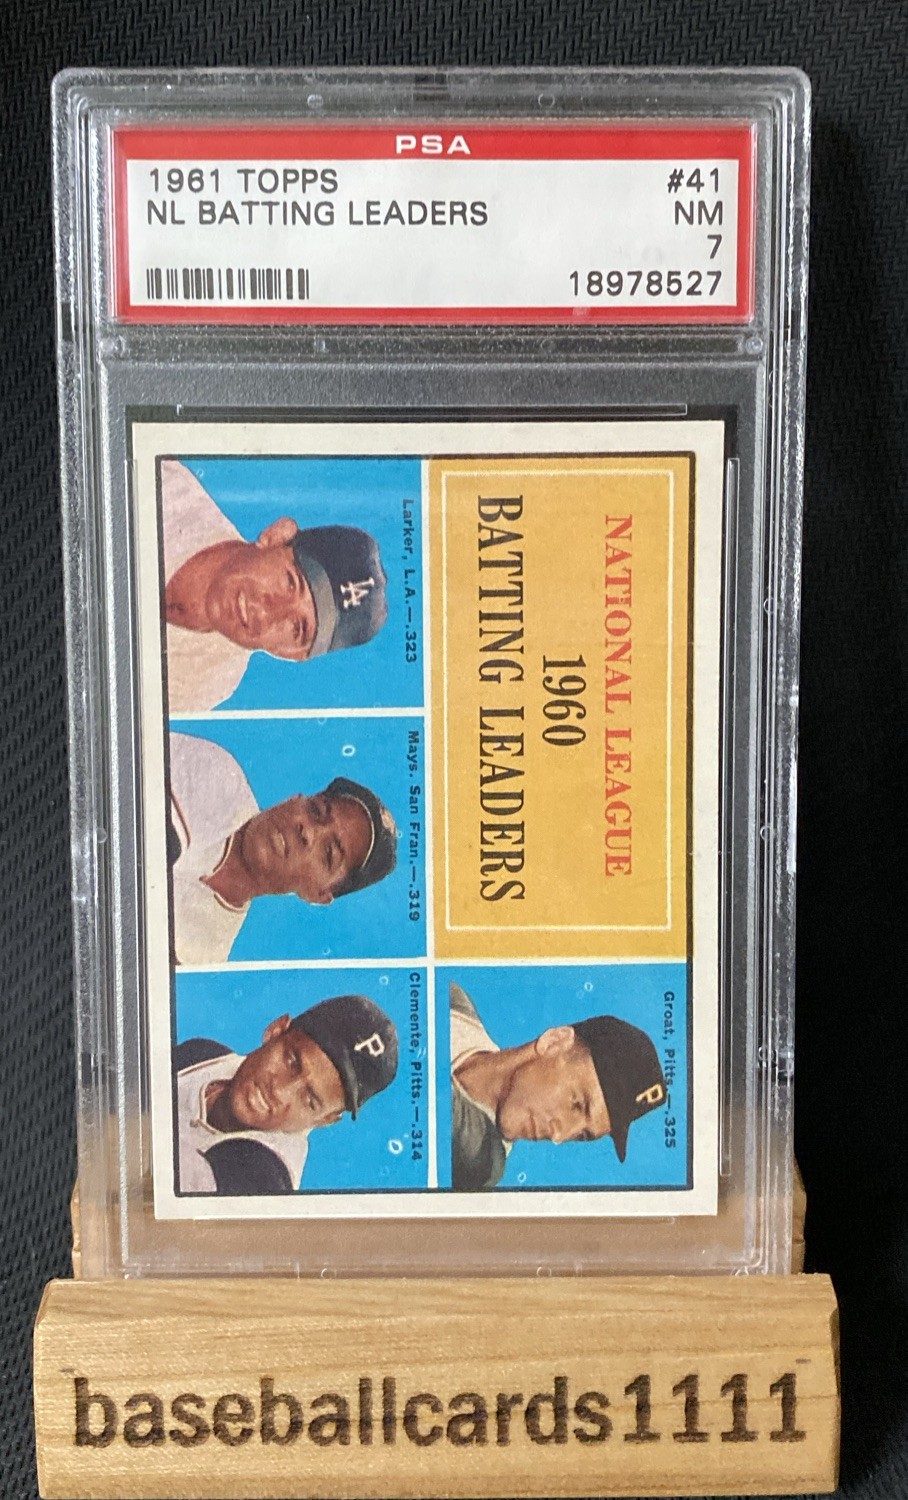 PSA
1961 TOPPS #41
NL BATTING LEADERS NM
7
18978527
NATIONAL LEAGUE
1960
BATTING LEADERS
Groat, Pitts.—.325
Larker, L.A.—.323
Mays, San Fran.—.319
Clemente, Pitts.—.314
LA
P
P
baseballcards1111